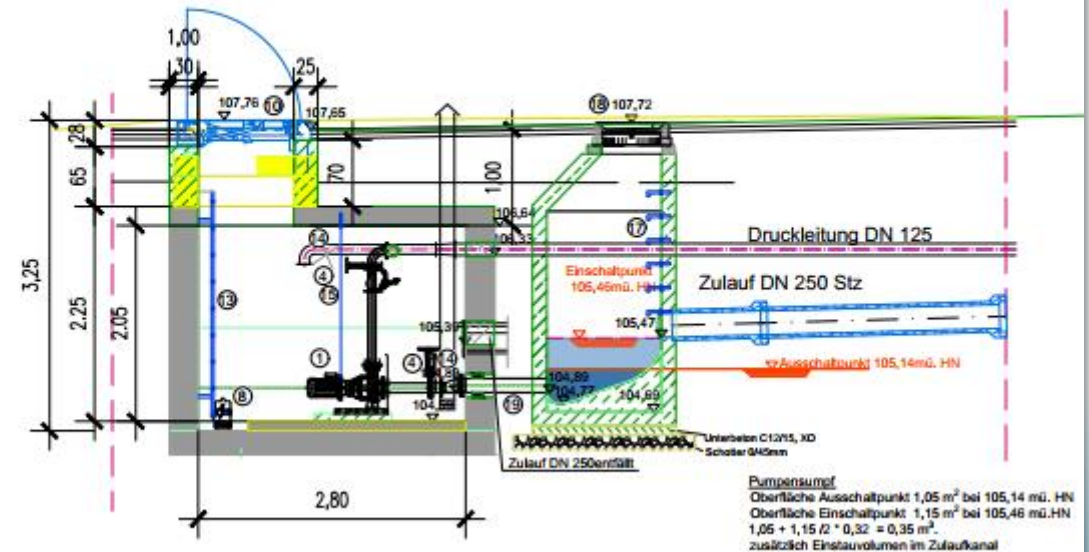 1,00
30
25
107,76
10
107,65
18
107,72
28
65
70
1,00
3,25
2.25
2.05
106,64
106,33
14
4
15
13
17
Druckleitung DN 125
Einschaltpunkt
105,46mü. HN
Zulauf DN 250 Stz
105,39
105,47
1
4
14
8
Ausschaltpunkt 105,14mü. HN
104,89
104,77
104,69
19
Unterbeton C12/15, XO
Schotter 0/45mm
Zulauf DN 250entfällt
2,80
Pumpensumpf
Oberfläche Ausschaltpunkt 1,05 m² bei 105,14 mü. HN
Oberfläche Einschaltpunkt 1,15 m² bei 105,46 mü.HN
1,05 + 1,15 /2 * 0,32 = 0,35 m³.
zusätzlich Einstauvolumen im Zulaufkanal